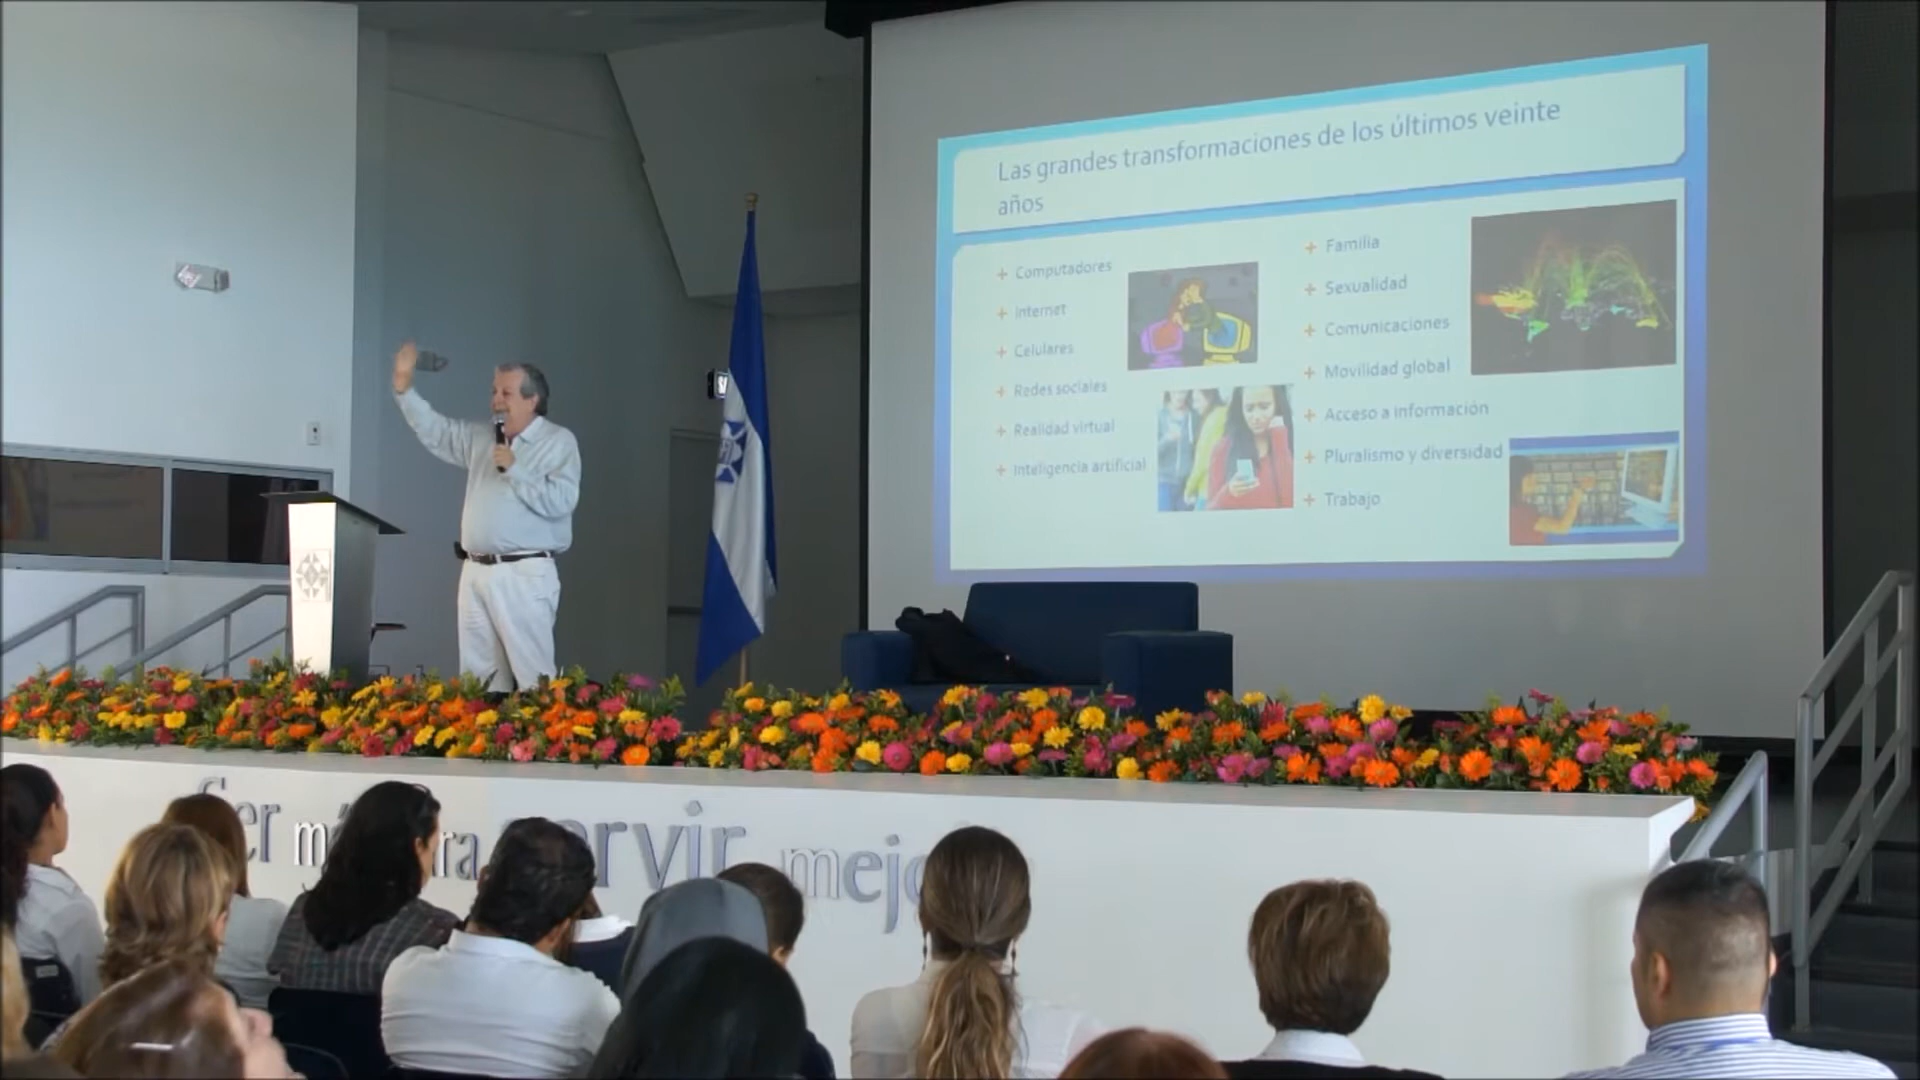 Las grandes transformaciones de los últimos veinte
años
+ Computadores
+ Internet
+ Celulares
+ Redes sociales
+ Realidad virtual
+ Inteligencia artificial
+ Familia
+ Sexualidad
+ Comunicaciones
+ Movilidad global
+ Acceso a información
+ Pluralismo y diversidad
+ Trabajo
Ser servir